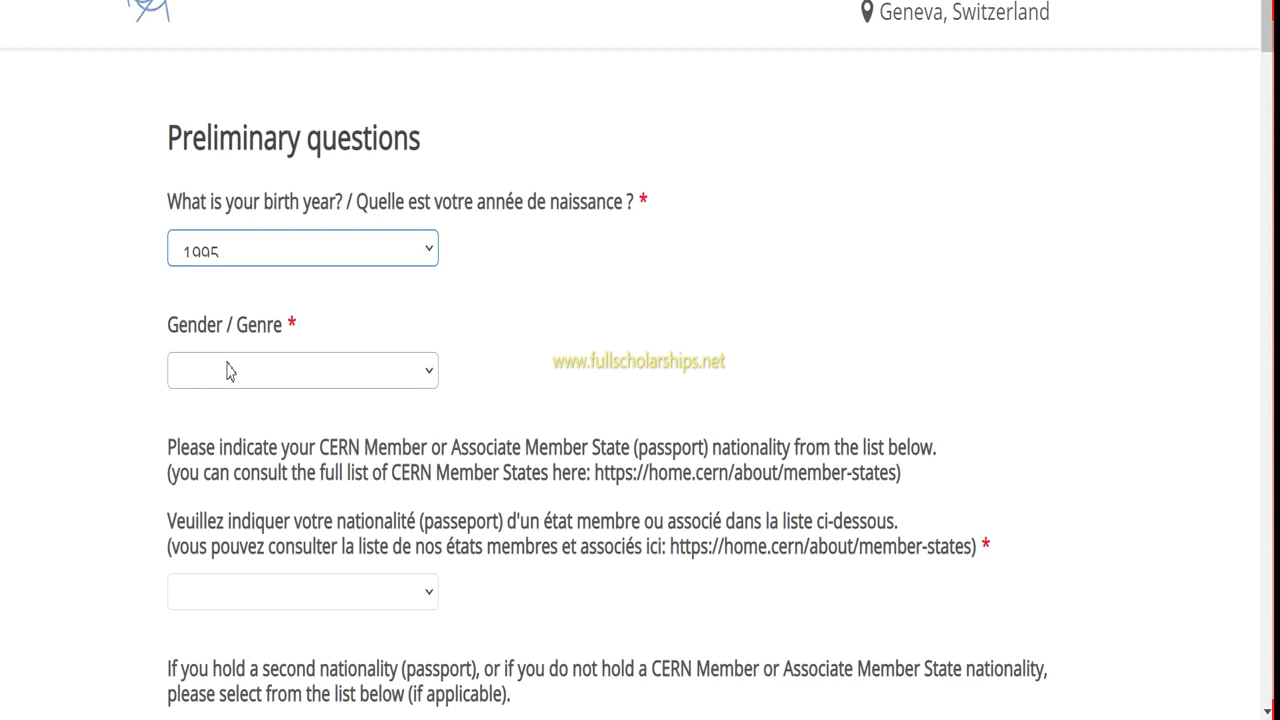 Geneva, Switzerland
Preliminary questions
What is your birth year? / Quelle est votre année de naissance ? *
1995
Gender / Genre *
www.fullscholarships.net
Please indicate your CERN Member or Associate Member State (passport) nationality from the list below.
(you can consult the full list of CERN Member States here: https://home.cern/about/member-states)
Veuillez indiquer votre nationalité (passeport) d'un état membre ou associé dans la liste ci-dessous.
(vous pouvez consulter la liste de nos états membres et associés ici: https://home.cern/about/member-states) *
If you hold a second nationality (passport), or if you do not hold a CERN Member or Associate Member State nationality,
please select from the list below (if applicable).